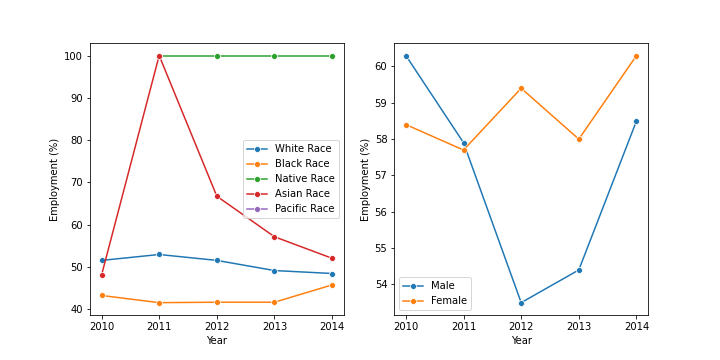 100
90
80
70
60
50
40
Employment (%)
2010 2011 2012 2013 2014
Year
White Race
Black Race
Native Race
Asian Race
Pacific Race
60
59
58
57
56
55
54
Employment (%)
2010 2011 2012 2013 2014
Year
Male
Female